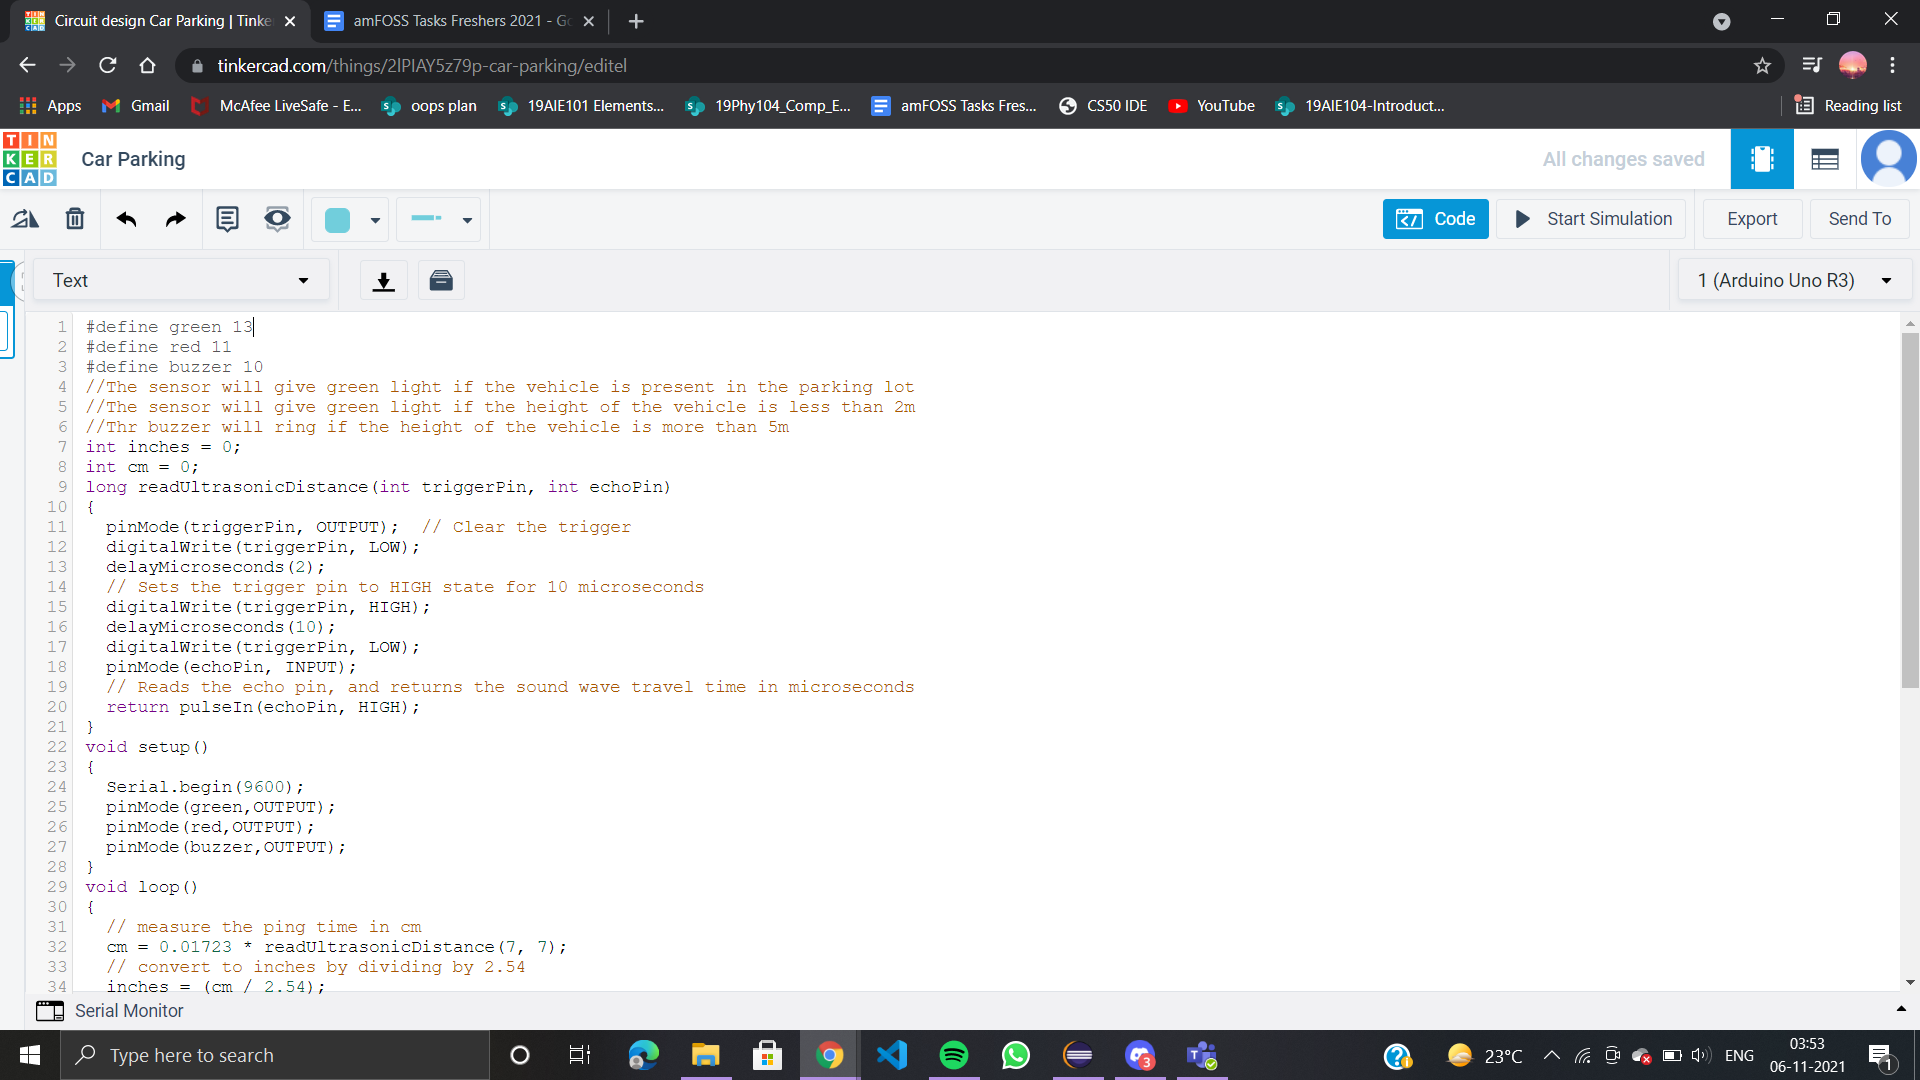 Circuit design Car Parking | Tinke
amFOSS Tasks Freshers 2021 - Go
tinkercad.com/things/2lPIAY5z79p-car-parking/editel
Apps
Gmail
McAfee LiveSafe - E...
oops plan
19AIE101 Elements...
19Phy104_Comp_E...
amFOSS Tasks Fres...
CS50 IDE
YouTube
19AIE104-Introduct...
Reading list
TIN
KER
CAD
Car Parking
All changes saved
Code
Start Simulation
Export
Send To
Text
1 (Arduino Uno R3)
1 #define green 13
2 #define red 11
3 #define buzzer 10
4 //The sensor will give green light if the vehicle is present in the parking lot
5 //The sensor will give green light if the height of the vehicle is less than 2m
6 //Thr buzzer will ring if the height of the vehicle is more than 5m
7 int inches = 0;
8 int cm = 0;
9 long readUltrasonicDistance(int triggerPin, int echoPin)
10 {
11 pinMode(triggerPin, OUTPUT);  // Clear the trigger
12 digitalWrite(triggerPin, LOW);
13 delayMicroseconds(2);
14 // Sets the trigger pin to HIGH state for 10 microseconds
15 digitalWrite(triggerPin, HIGH);
16 delayMicroseconds(10);
17 digitalWrite(triggerPin, LOW);
18 pinMode(echoPin, INPUT);
19 // Reads the echo pin, and returns the sound wave travel time in microseconds
20 return pulseIn(echoPin, HIGH);
21 }
22 void setup()
23 {
24 Serial.begin(9600);
25 pinMode(green,OUTPUT);
26 pinMode(red,OUTPUT);
27 pinMode(buzzer,OUTPUT);
28 }
29 void loop()
30 {
31 // measure the ping time in cm
32 cm = 0.01723 * readUltrasonicDistance(7, 7);
33 // convert to inches by dividing by 2.54
34 inches = (cm / 2.54);
Serial Monitor
Type here to search
3
23°C
ENG
03:53
06-11-2021
1